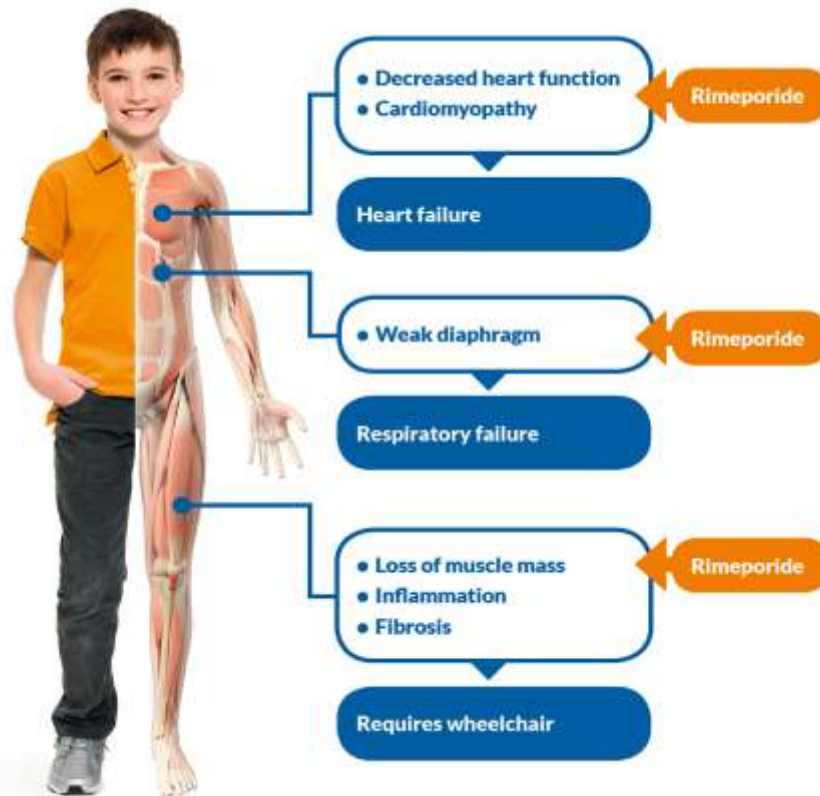 • Decreased heart function
• Cardiomyopathy
Rimeporide
Heart failure
• Weak diaphragm
Rimeporide
Respiratory failure
• Loss of muscle mass
• Inflammation
• Fibrosis
Rimeporide
Requires wheelchair